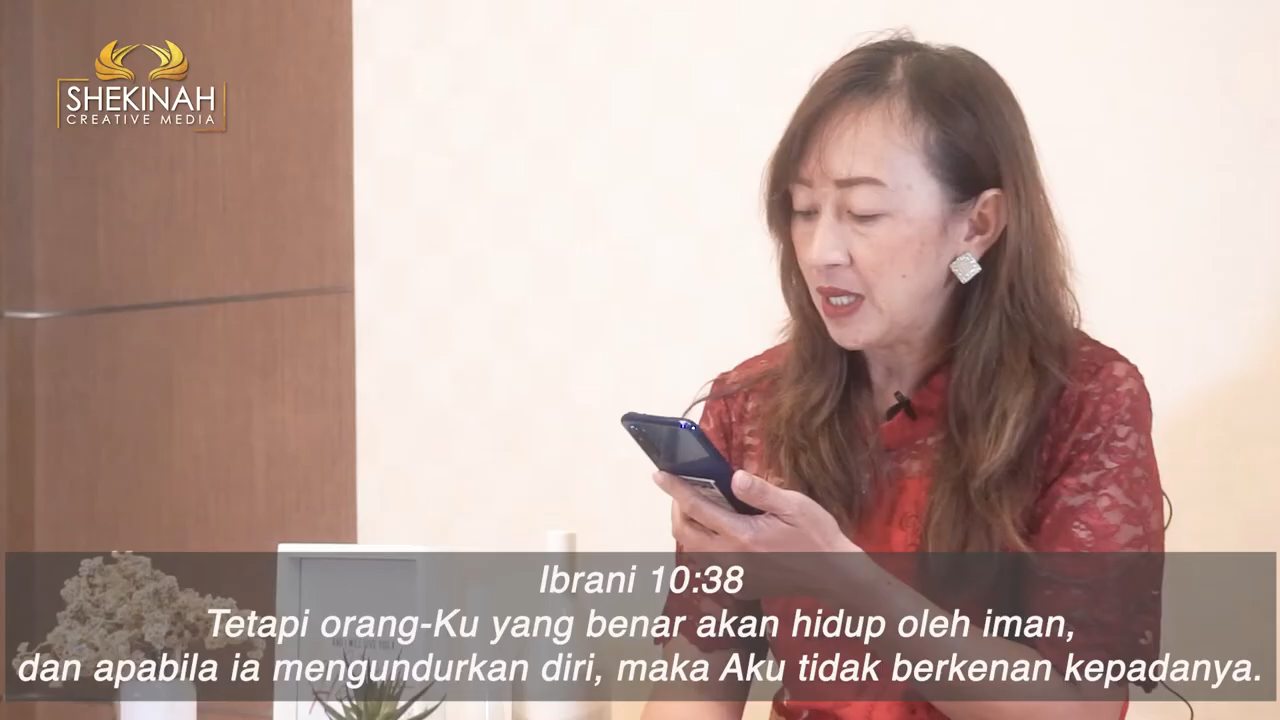 SHEKINAH
CREATIVE MEDIA
Ibrani 10:38
Tetapi orang-Ku yang benar akan hidup oleh iman,
dan apabila ia mengundurkan diri, maka Aku tidak berkenan kepadanya.